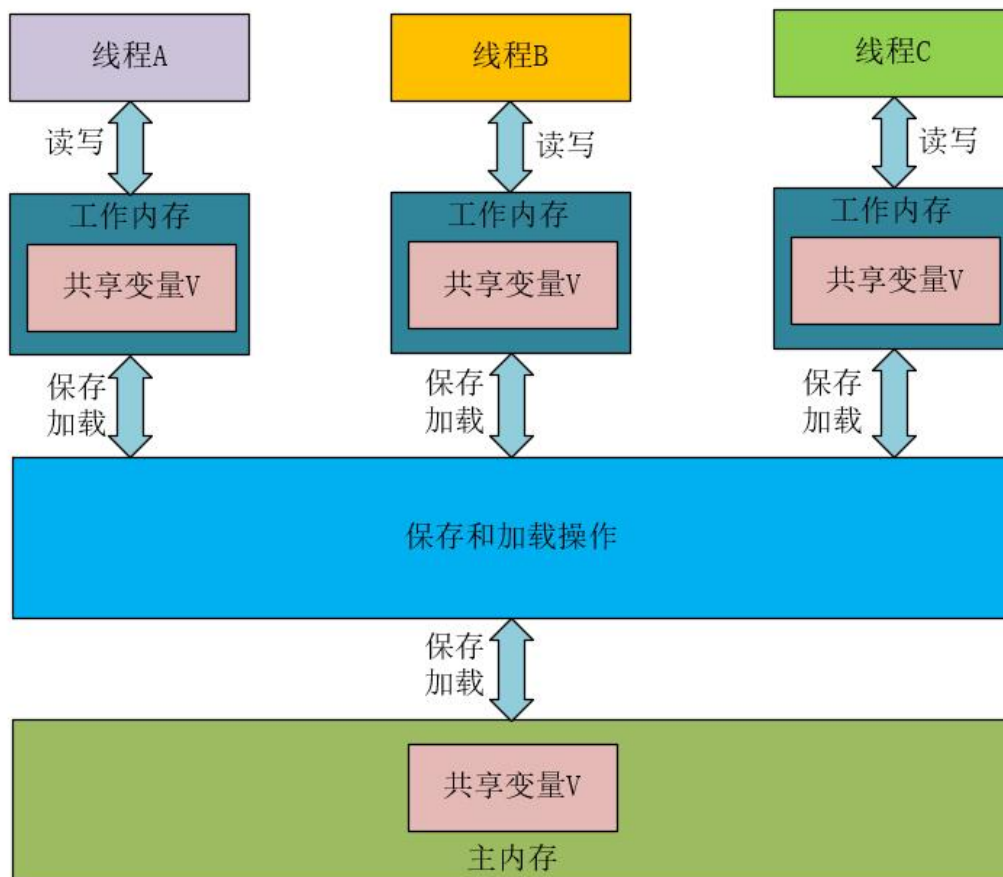 线程A
线程B
线程C
读写
读写
读写
工作内存
工作内存
工作内存
共享变量V
共享变量V
共享变量V
保存
加载
保存
加载
保存
加载
保存和加载操作
保存
加载
共享变量V
主内存